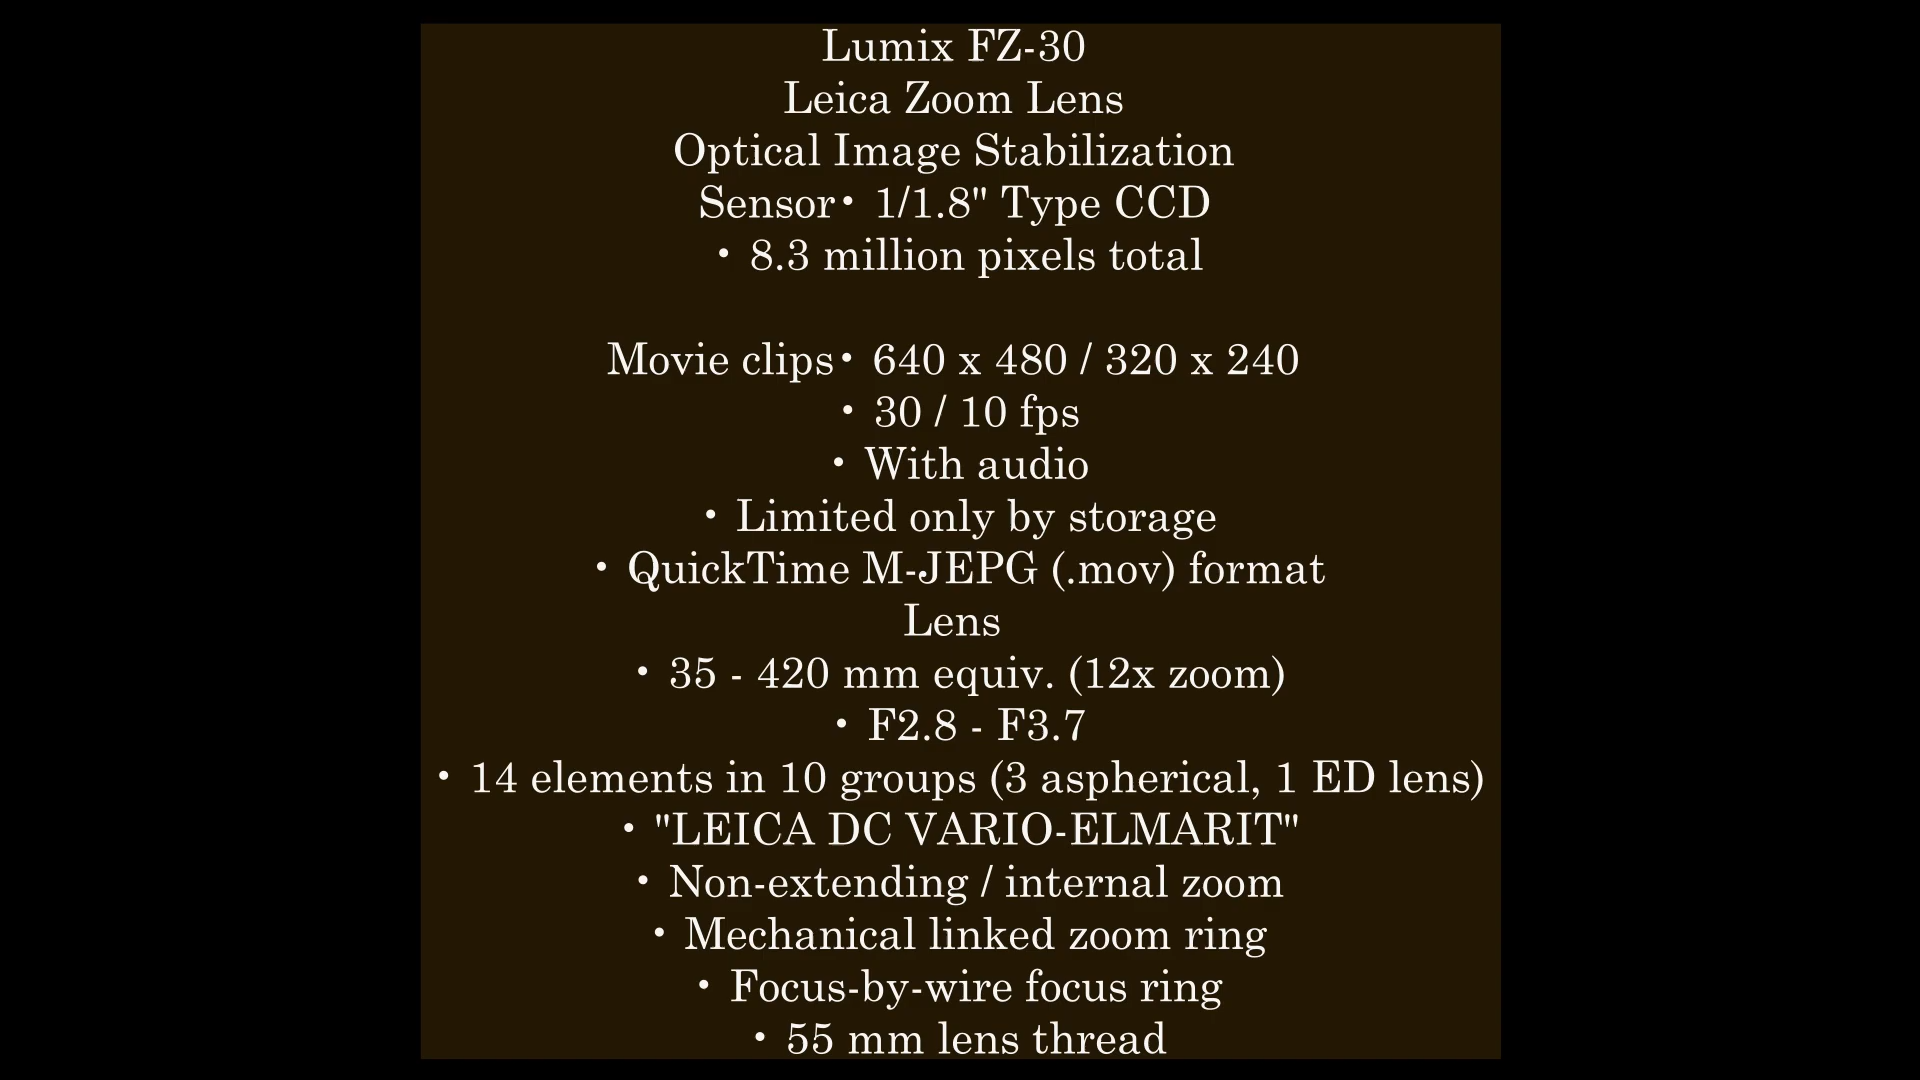 Lumix FZ-30
Leica Zoom Lens
Optical Image Stabilization
Sensor• 1/1.8" Type CCD
• 8.3 million pixels total
Movie clips• 640 x 480 / 320 x 240
• 30 / 10 fps
• With audio
• Limited only by storage
• QuickTime M-JEPG (.mov) format
Lens
• 35 - 420 mm equiv. (12x zoom)
• F2.8 - F3.7
• 14 elements in 10 groups (3 aspherical, 1 ED lens)
• "LEICA DC VARIO-ELMARIT"
• Non-extending / internal zoom
• Mechanical linked zoom ring
• Focus-by-wire focus ring
• 55 mm lens thread